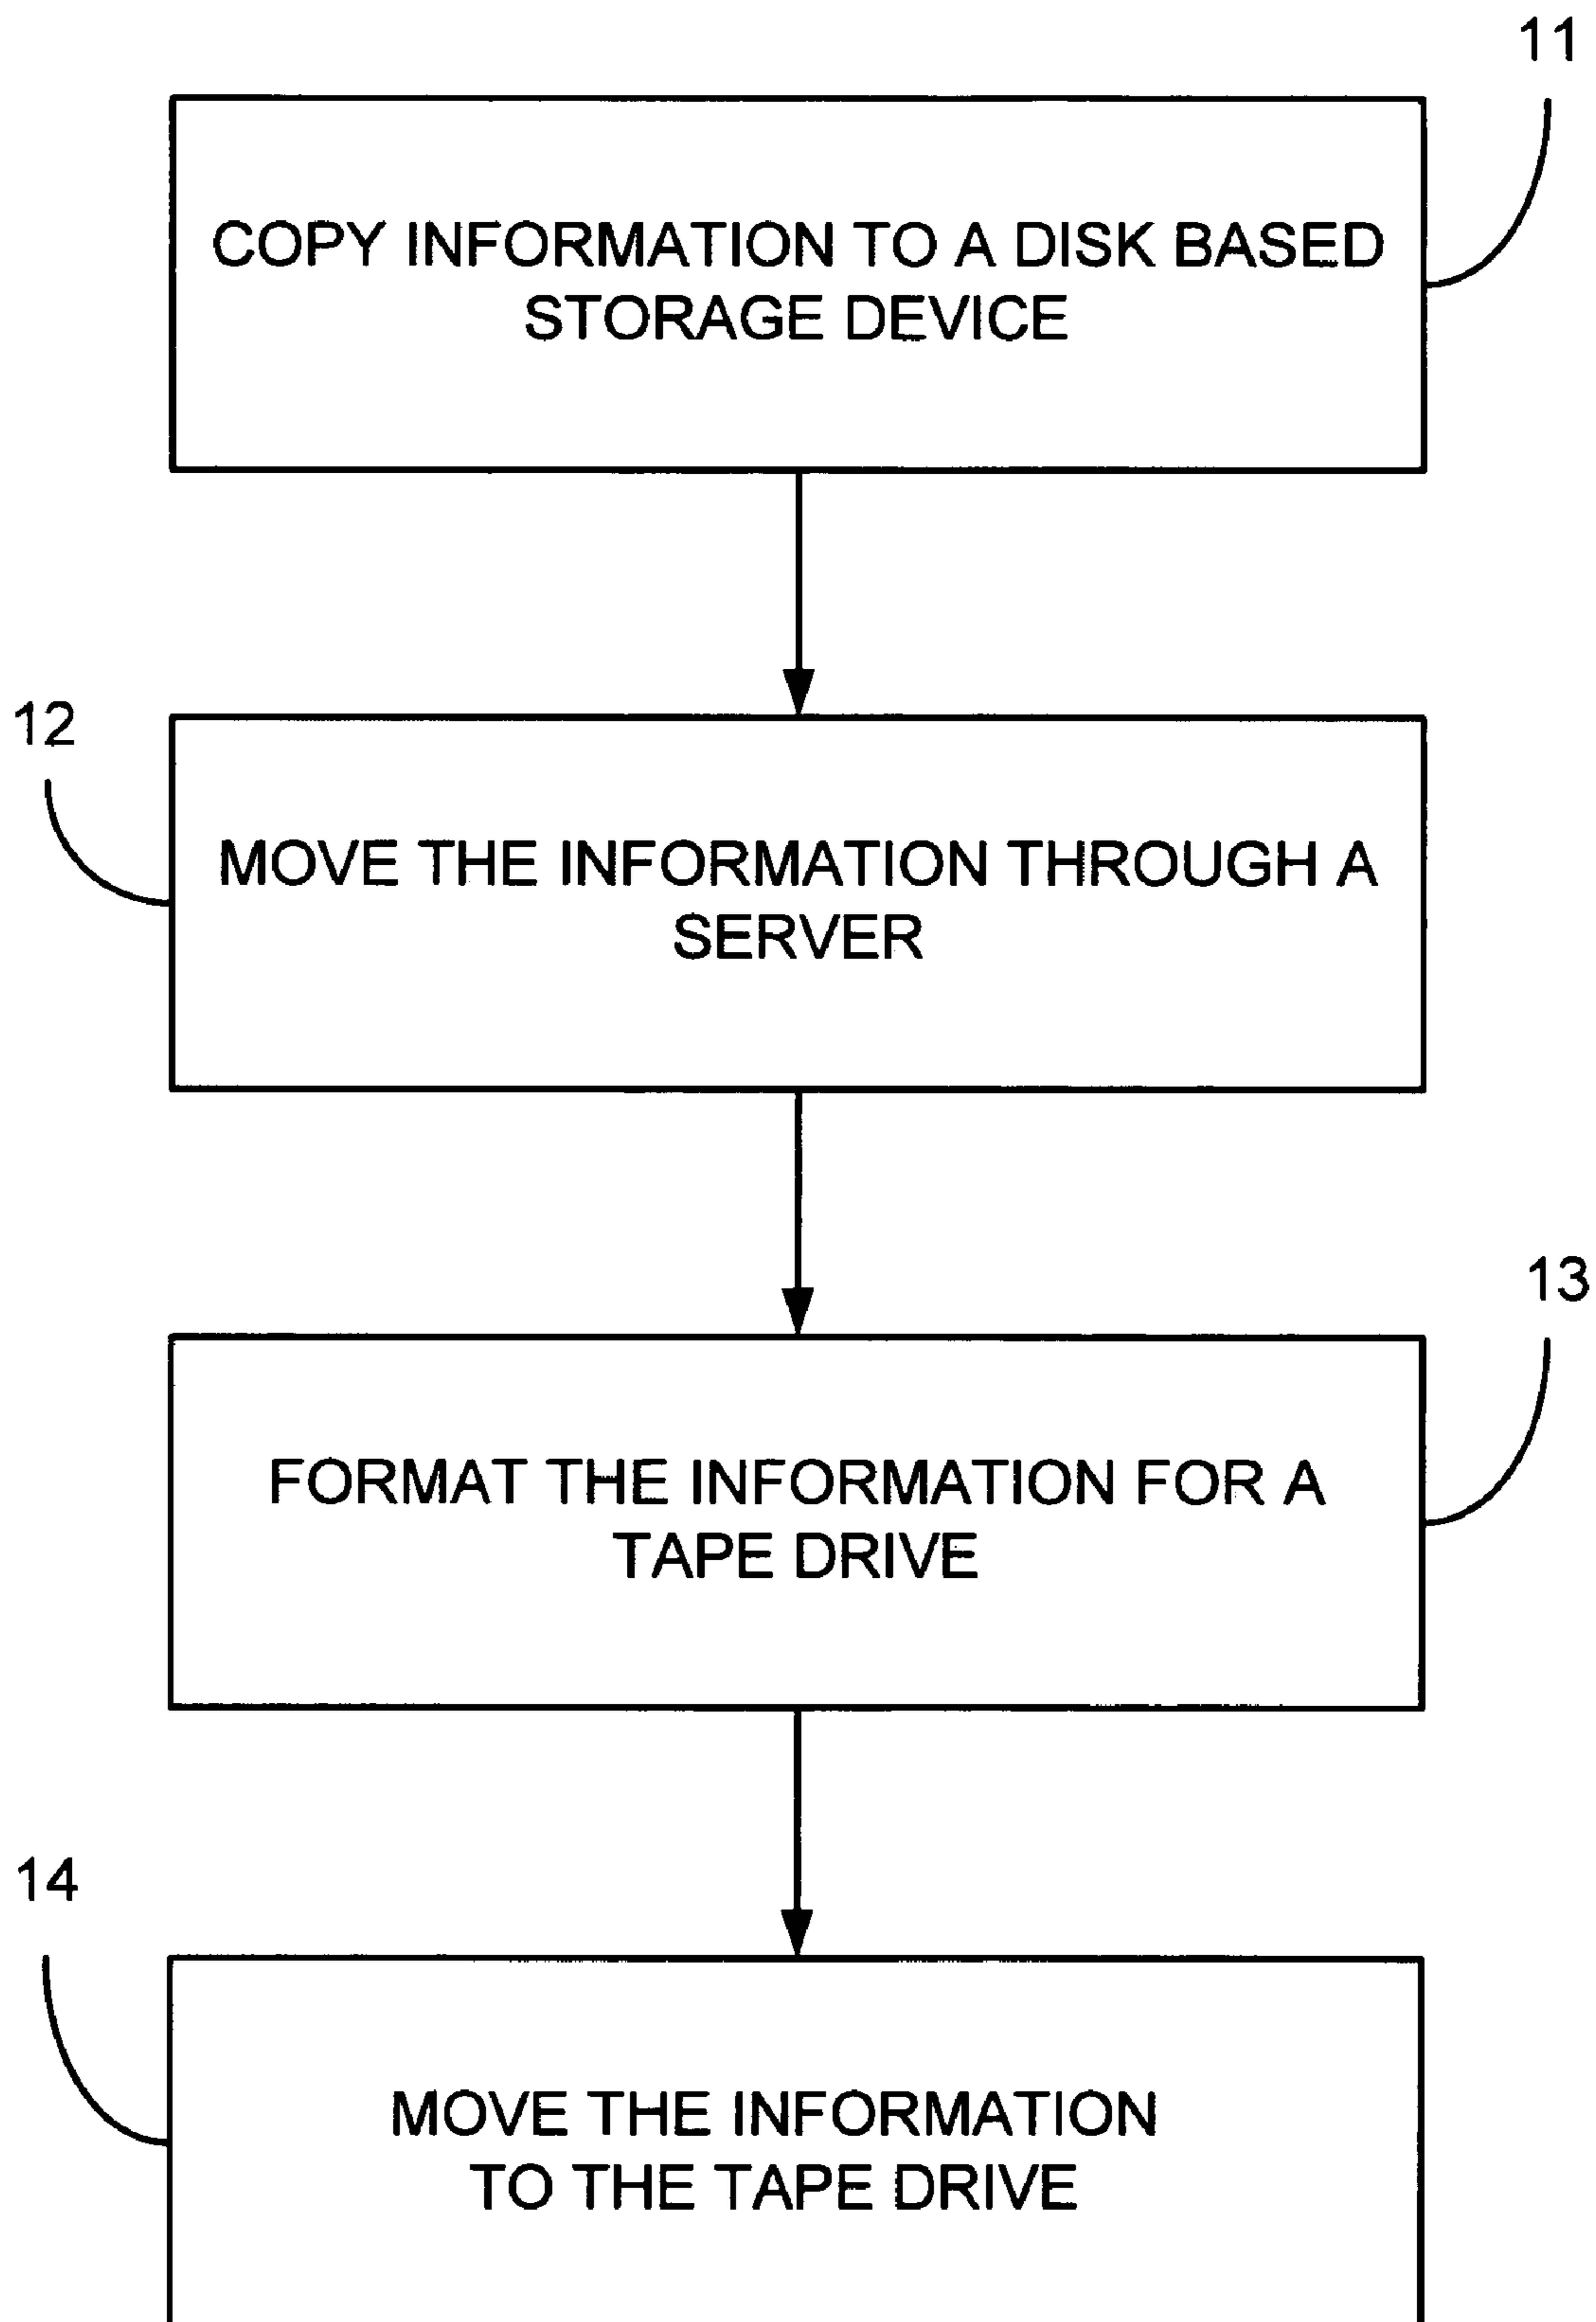 11
COPY INFORMATION TO A DISK BASED
STORAGE DEVICE
12
MOVE THE INFORMATION THROUGH A
SERVER
13
FORMAT THE INFORMATION FOR A
TAPE DRIVE
14
MOVE THE INFORMATION
TO THE TAPE DRIVE